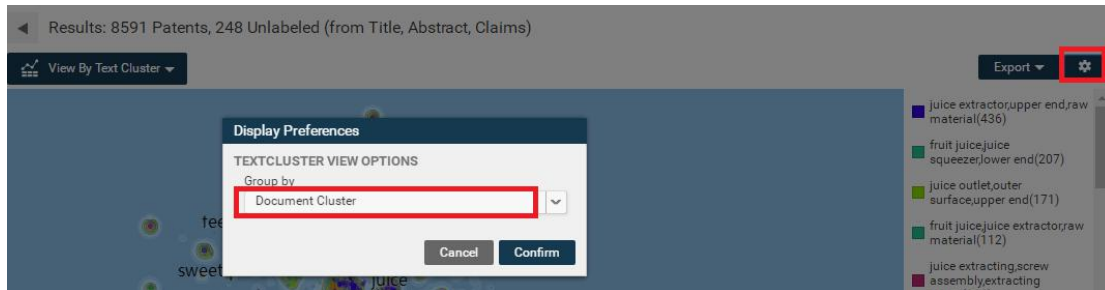 Results: 8591 Patents, 248 Unlabeled (from Title, Abstract, Claims)
View By Text Cluster
Export
Display Preferences
TEXTCLUSTER VIEW OPTIONS
Group by
Document Cluster
Cancel
Confirm
tee
sweet
juice
juice extractor,upper end,raw
material(436)
fruit juice,juice
squeezer,lower end(207)
juice outlet,outer
surface,upper end(171)
fruit juice,juice extractor,raw
material(112)
juice extracting,screw
assembly,extracting